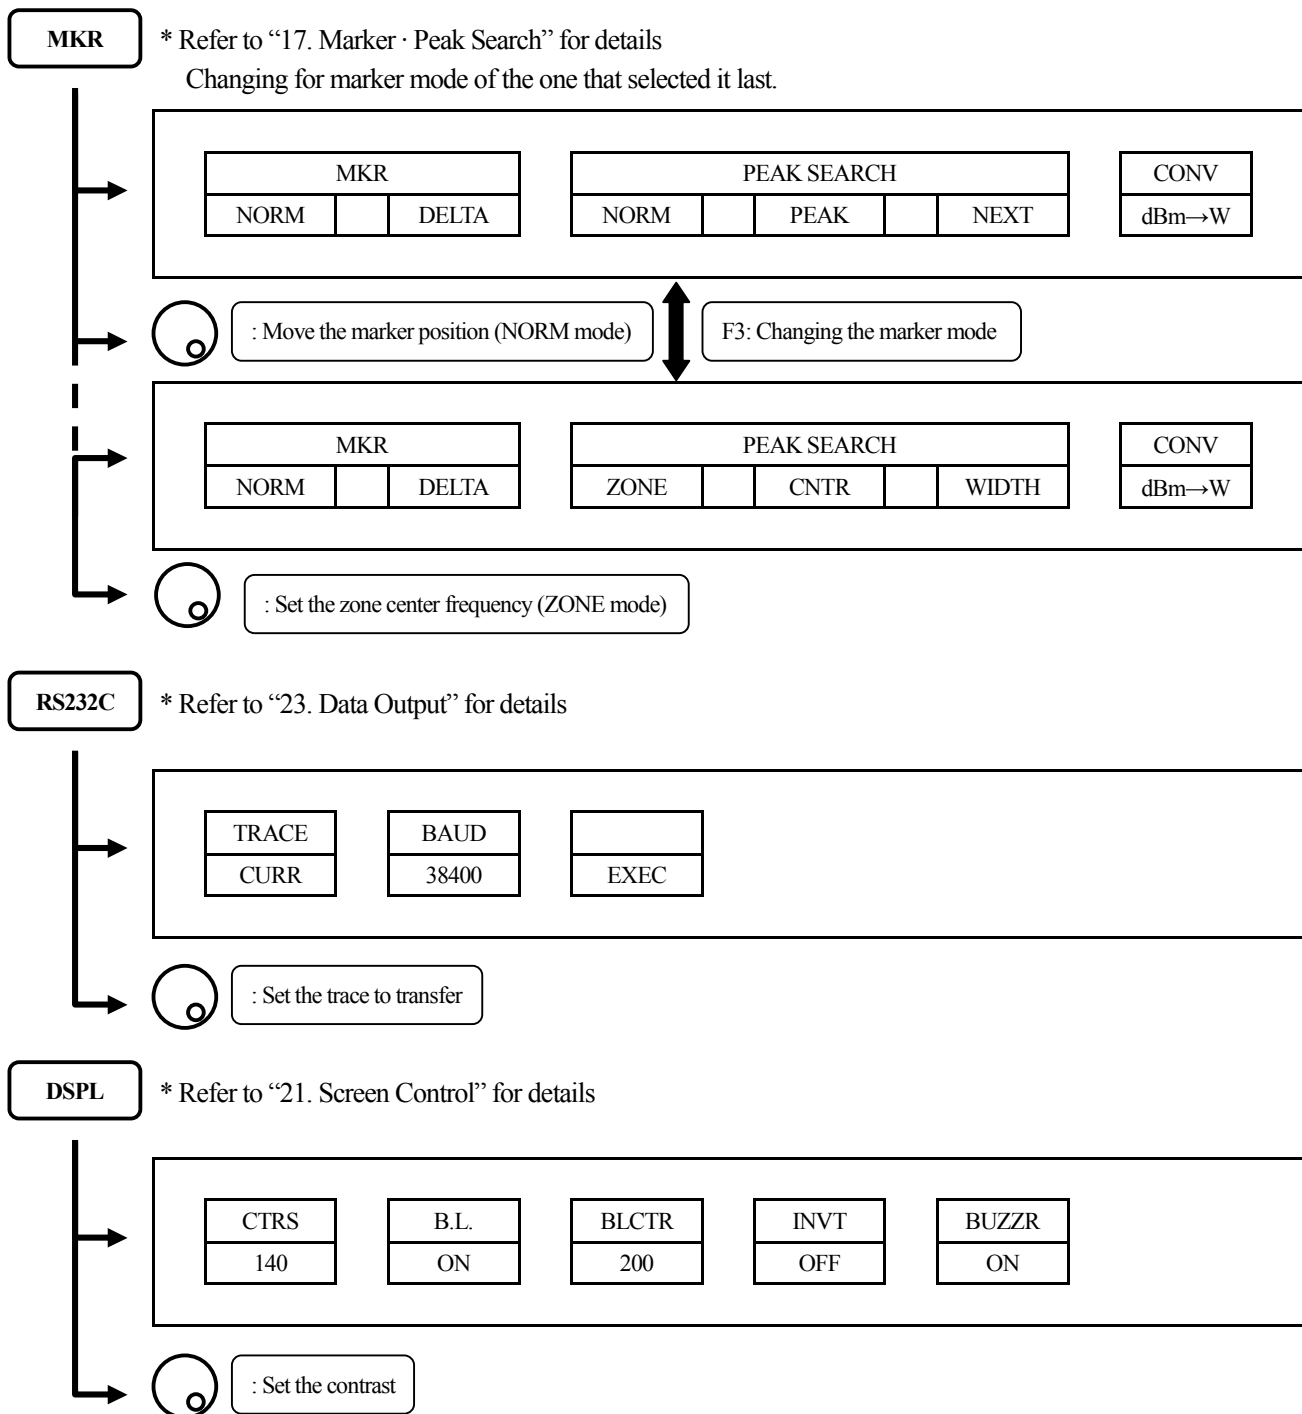 MKR
* Refer to “17. Marker · Peak Search” for details
Changing for marker mode of the one that selected it last.
MKR PEAK SEARCH CONV
NORM DELTA NORM PEAK NEXT dBm→W
: Move the marker position (NORM mode) F3: Changing the marker mode
MKR PEAK SEARCH CONV
NORM DELTA ZONE CNTR WIDTH dBm→W
: Set the zone center frequency (ZONE mode)
RS232C
* Refer to “23. Data Output” for details
TRACE BAUD
CURR 38400 EXEC
: Set the trace to transfer
DSPL
* Refer to “21. Screen Control” for details
CTRS B.L. BLCTR INVT BUZZR
140 ON 200 OFF ON
: Set the contrast